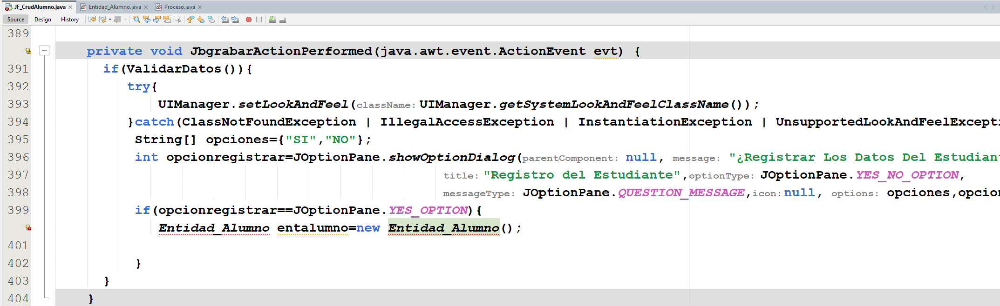 JF_CrudAlumno.java Entidad_Alumno.java Proceso.java
Source Design History
389
private void JbgrabarActionPerformed(java.awt.event.ActionEvent evt) {
391 if(ValidarDatos()){
392 try{
393 UIManager.setLookAndFeel(className: UIManager.getSystemLookAndFeelClassName());
394 }catch(ClassNotFoundException | IllegalAccessException | InstantiationException | UnsupportedLookAndFeelExcepti
395 String[] opciones={"SI","NO"};
396 int opcionregistrar=JOptionPane.showOptionDialog(parentComponent: null, message: "¿Registrar Los Datos Del Estudiant
397 title: "Registro del Estudiante",optionType: JOptionPane.YES_NO_OPTION,
398 messageType: JOptionPane.QUESTION_MESSAGE,icon:null, options: opciones,opcion
399 if(opcionregistrar==JOptionPane.YES_OPTION){
Entidad_Alumno entalumno=new Entidad_Alumno();
401
402 }
403 }
404 }